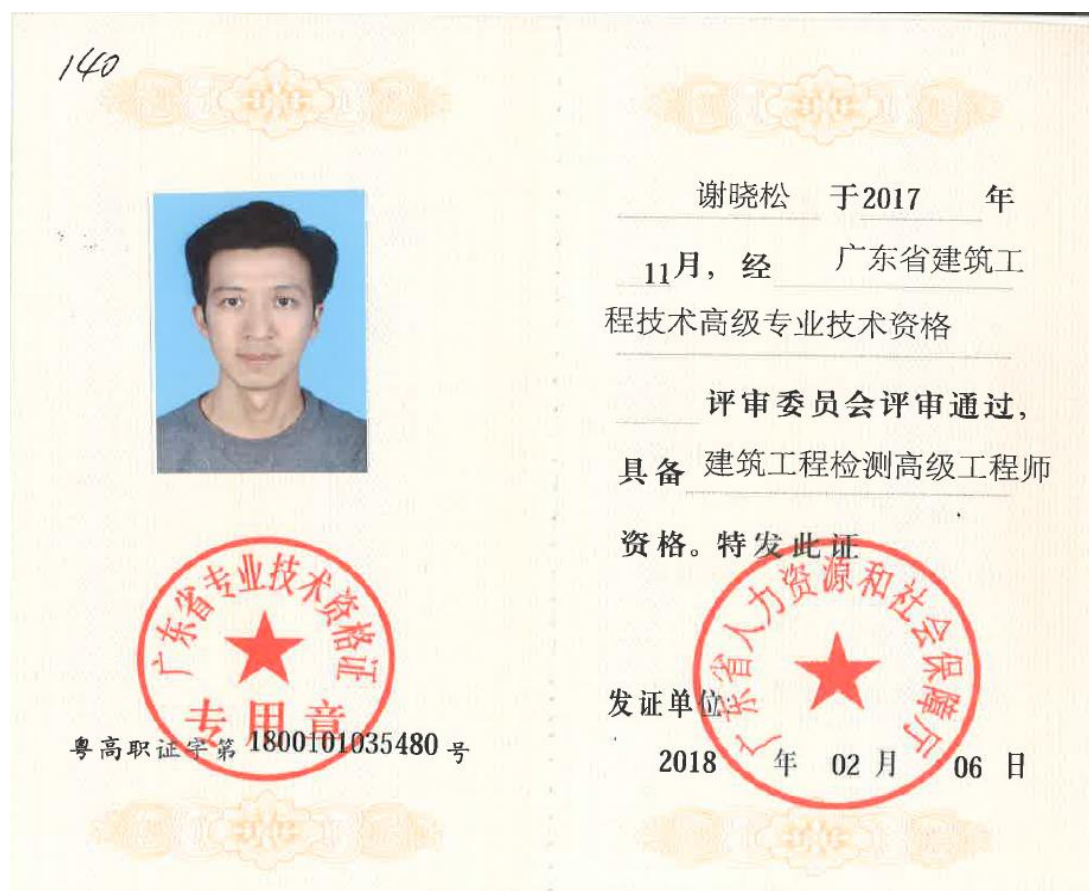 140
广东省专业技术资格证
专用章
粤高职证字第 1800101035480 号
谢晓松 于2017 年
11月，经 广东省建筑工
程技术高级专业技术资格
评审委员会评审通过，
具备 建筑工程检测高级工程师
资格。特发此证
广东省人力资源和社会保障厅
发证单位
2018 年 02 月 06 日